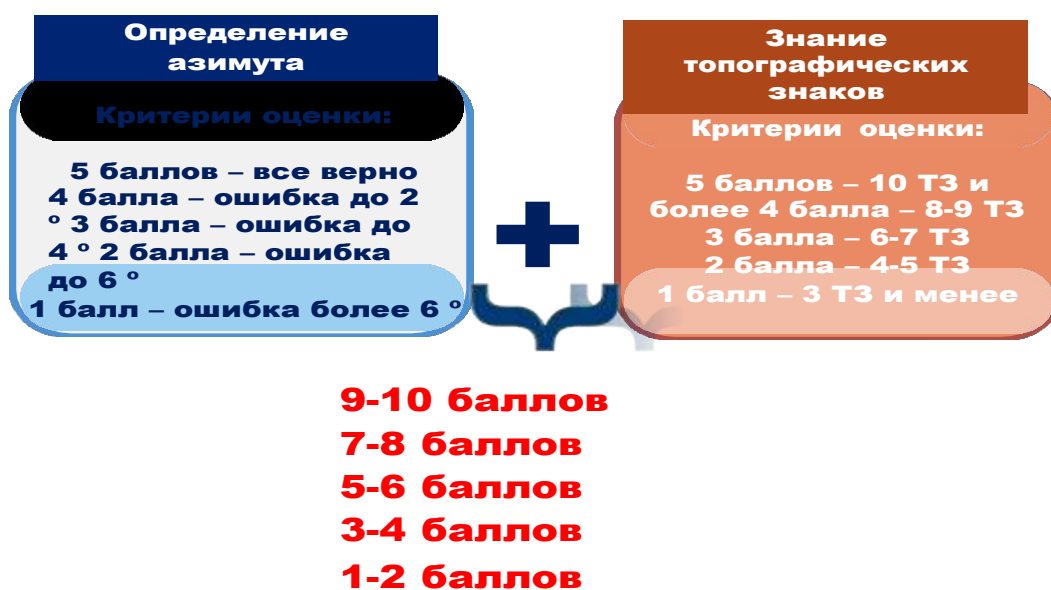 Определение
азимута
Критерии оценки:
5 баллов – все верно
4 балла – ошибка до 2
º 3 балла – ошибка до
4 º 2 балла – ошибка
до 6 º
1 балл – ошибка более 6 º
Знание
топографических
знаков
Критерии оценки:
5 баллов – 10 ТЗ и
более 4 балла – 8-9 ТЗ
3 балла – 6-7 ТЗ
2 балла – 4-5 ТЗ
1 балл – 3 ТЗ и менее
9-10 баллов
7-8 баллов
5-6 баллов
3-4 баллов
1-2 баллов